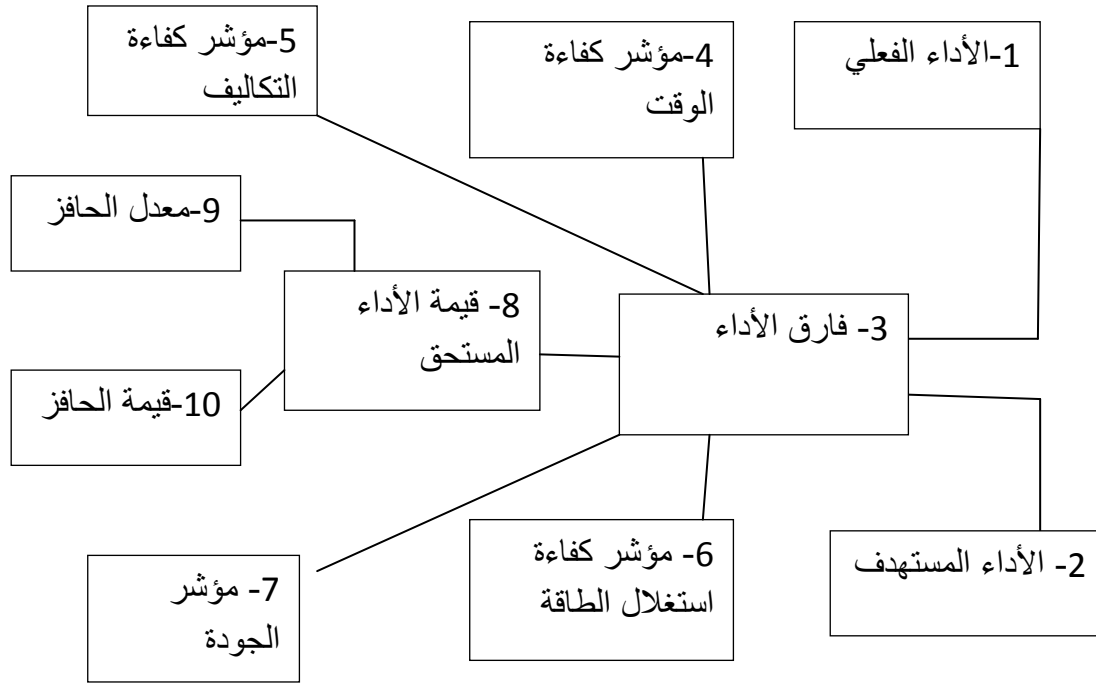 1-الأداء الفعلي
4-مؤشر كفاءة
الوقت
5-مؤشر كفاءة
التكاليف
9-معدل الحافز
8- قيمة الأداء
المستحق
3- فارق الأداء
10-قيمة الحافز
2- الأداء المستهدف
6- مؤشر كفاءة
استغلال الطاقة
7- مؤشر
الجودة